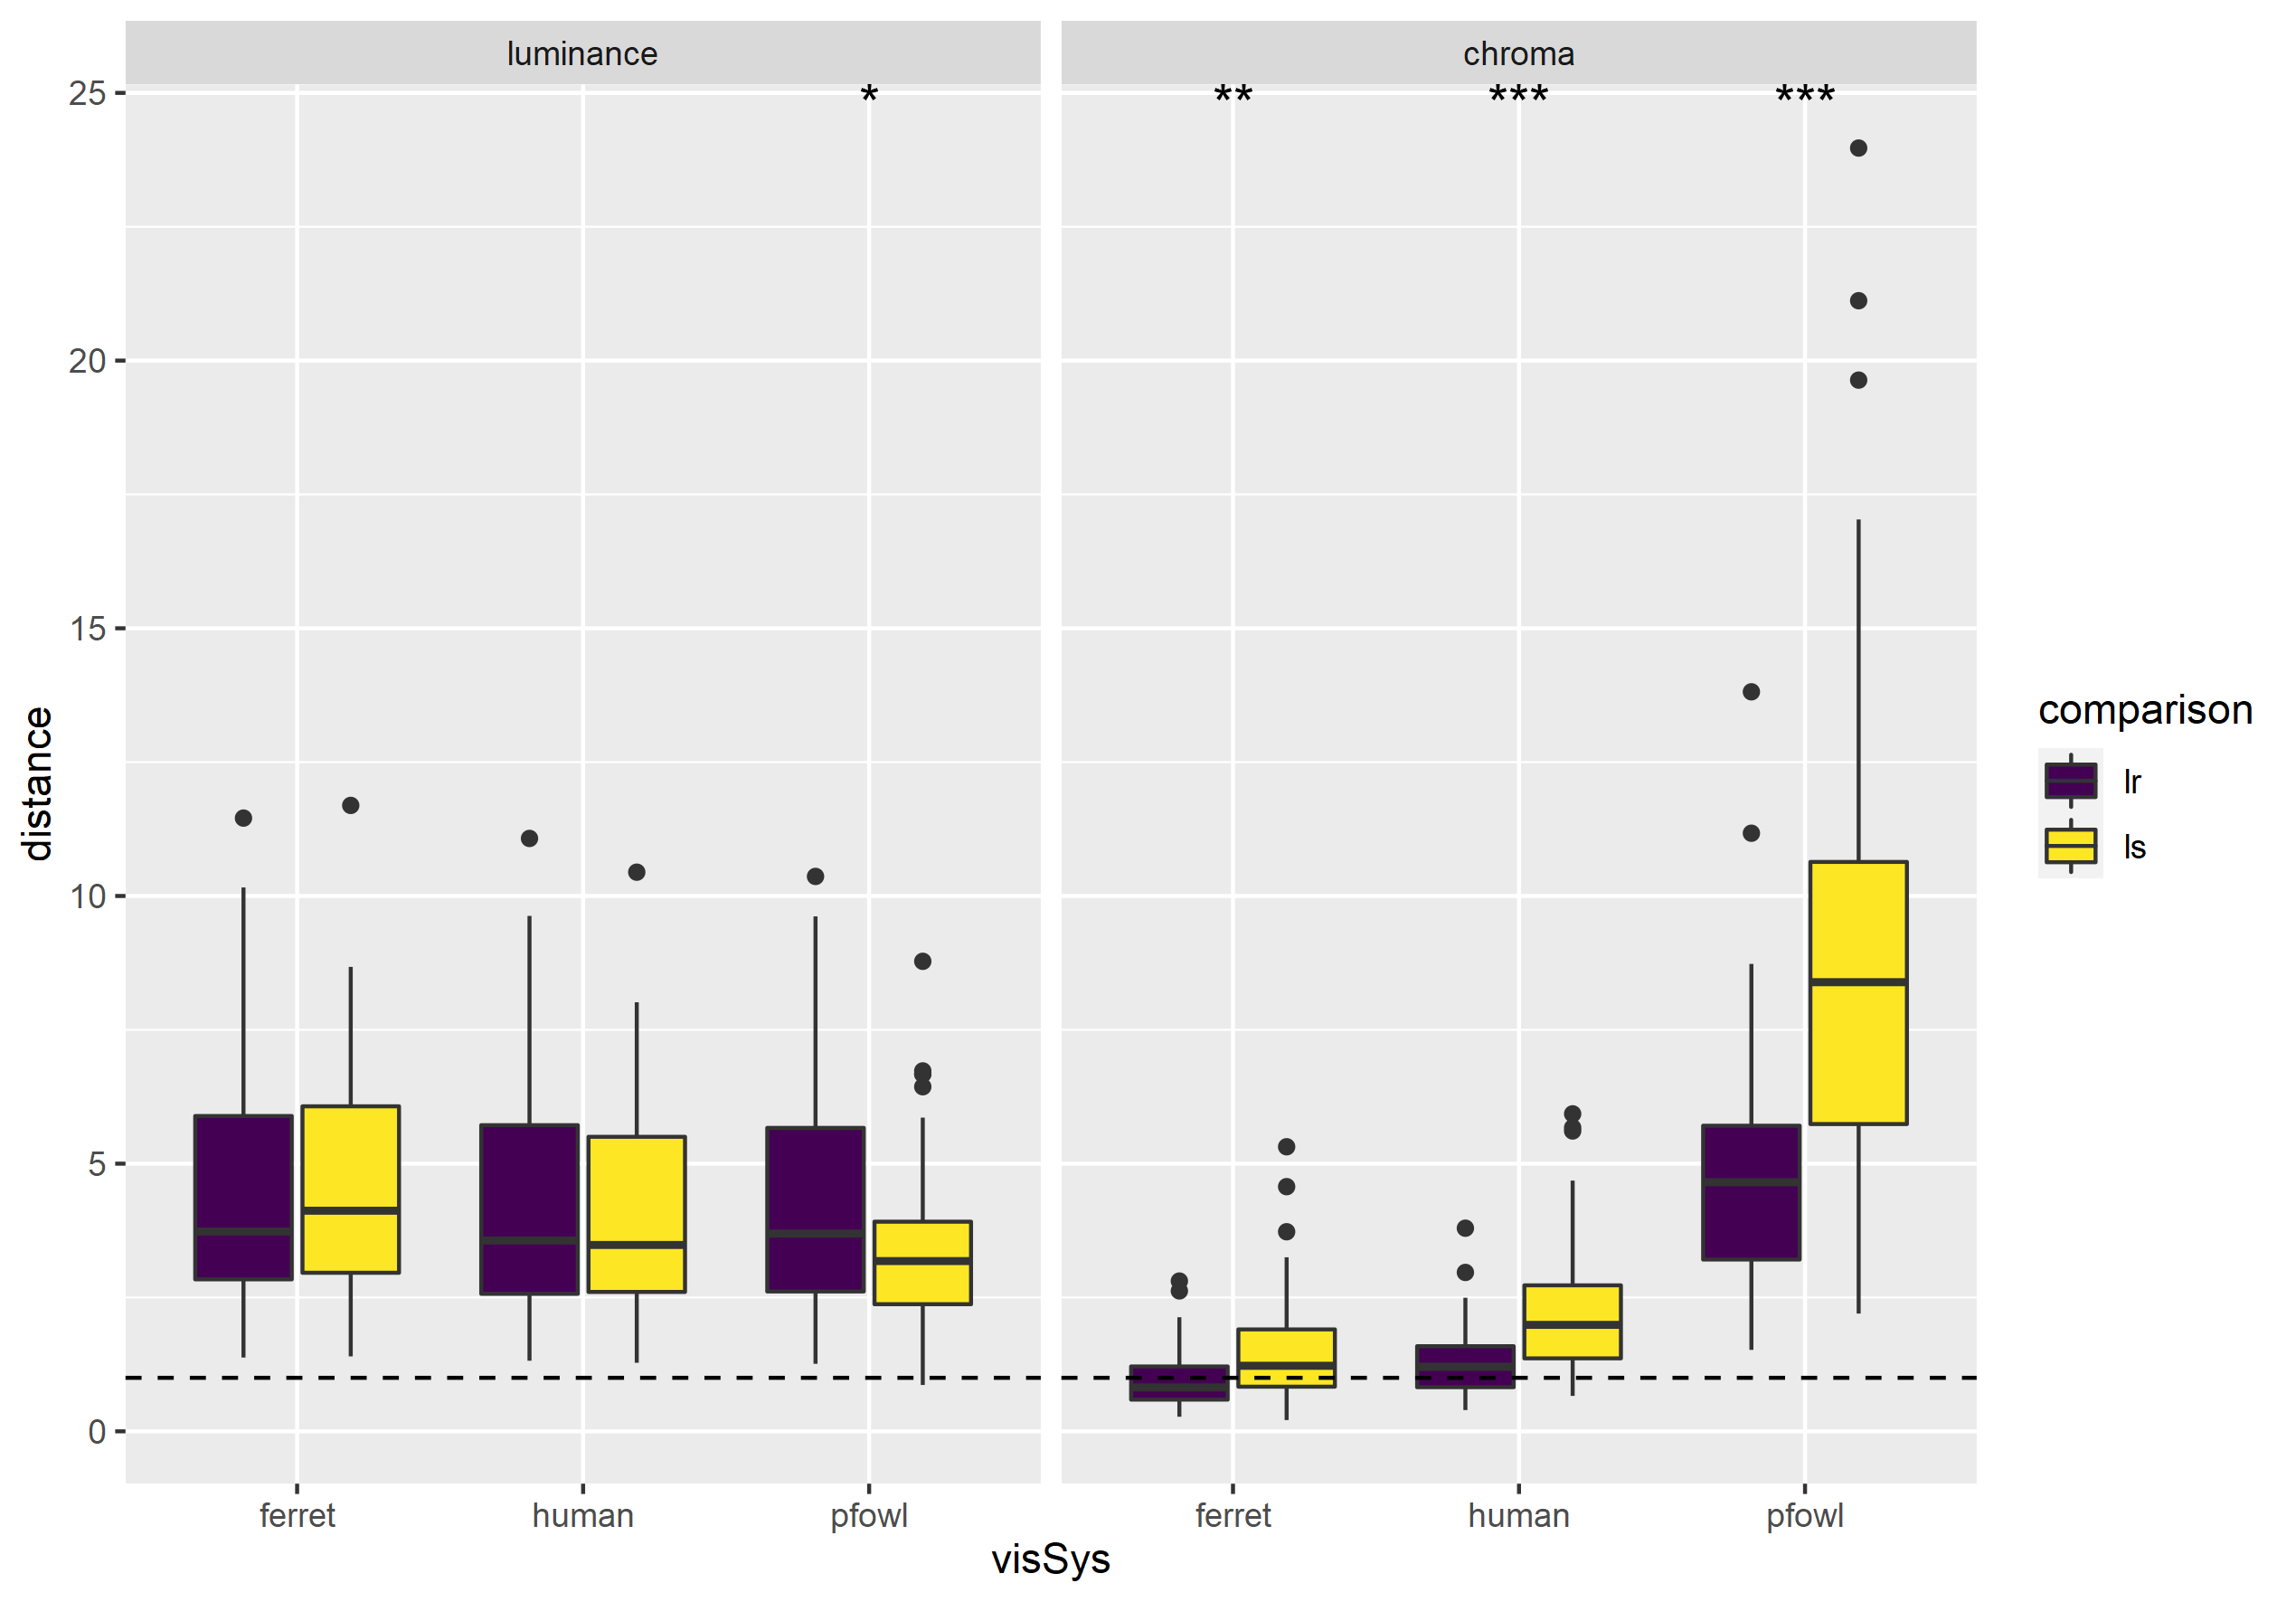 luminance chroma
* ** *** ***
25
20
15
10
5
0
distance
ferret human pfowl ferret human pfowl
visSys
comparison
lr
ls